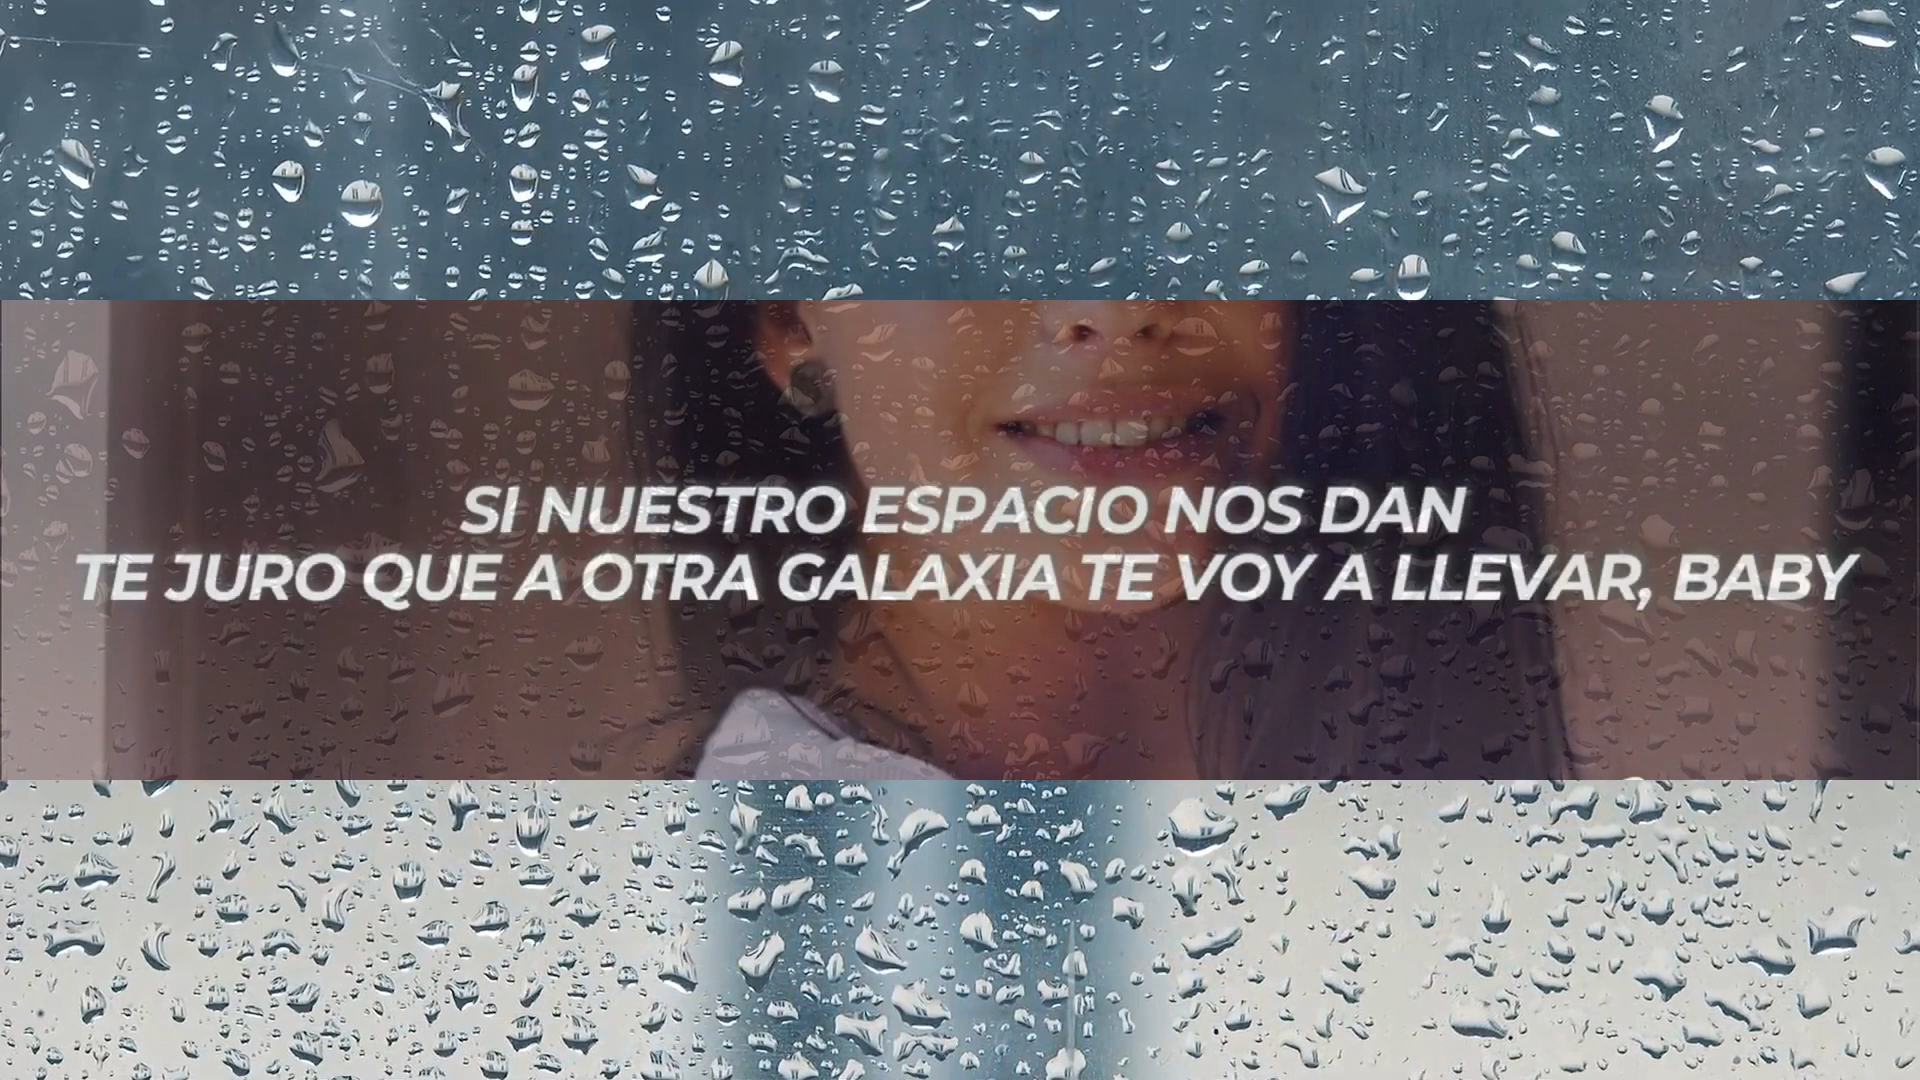 SI NUESTRO ESPACIO NOS DAN
TE JURO QUE A OTRA GALAXIA TE VOY A LLEVAR, BABY